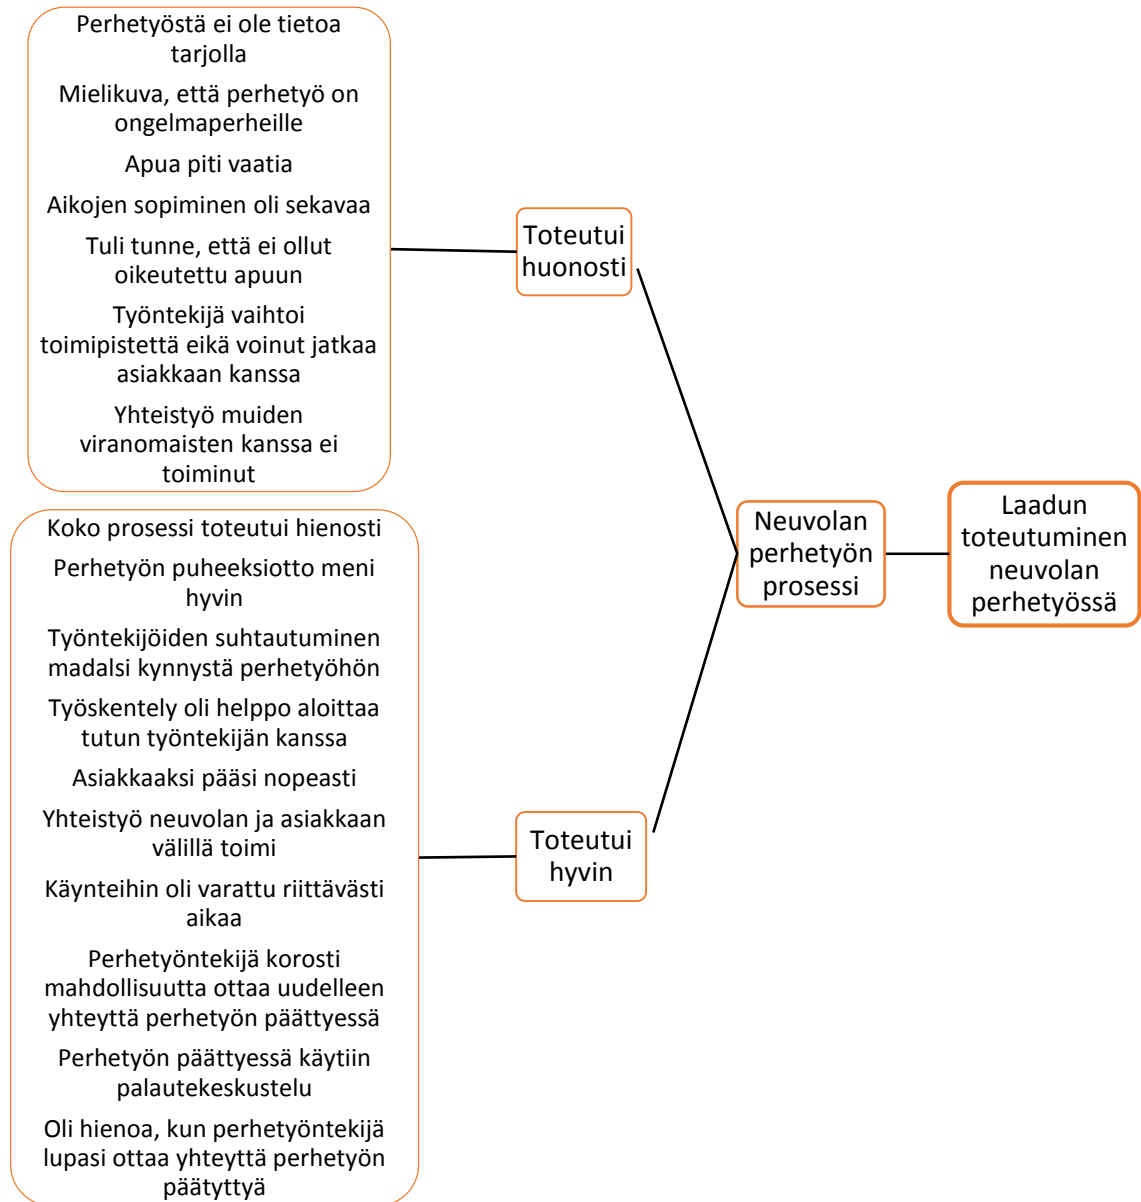 Perhetyöstä ei ole tietoa
tarjolla
Mielikuva, että perhetyö on
ongelmaperheille
Apua piti vaatia
Aikojen sopiminen oli sekavaa
Tuli tunne, että ei ollut
oikeutettu apuun
Työntekijä vaihtoi
toimipistettä eikä voinut jatkaa
asiakkaan kanssa
Yhteistyö muiden
viranomaisten kanssa ei
toiminut
Toteutui
huonosti
Koko prosessi toteutui hienosti
Perhetyön puheeksiotto meni
hyvin
Työntekijöiden suhtautuminen
madalsi kynnystä perhetyöhön
Työskentely oli helppo aloittaa
tutun työntekijän kanssa
Asiakkaaksi pääsi nopeasti
Yhteistyö neuvolan ja asiakkaan
välillä toimi
Käynteihin oli varattu riittävästi
aikaa
Perhetyöntekijä korosti
mahdollisuutta ottaa uudelleen
yhteyttä perhetyön päättyessä
Perhetyön päättyessä käytiin
palautekeskustelu
Oli hienoa, kun perhetyöntekijä
lupasi ottaa yhteyttä perhetyön
päätyttyä
Toteutui
hyvin
Neuvolan
perhetyön
prosessi
Laadun
toteutuminen
neuvolan
perhetyössä